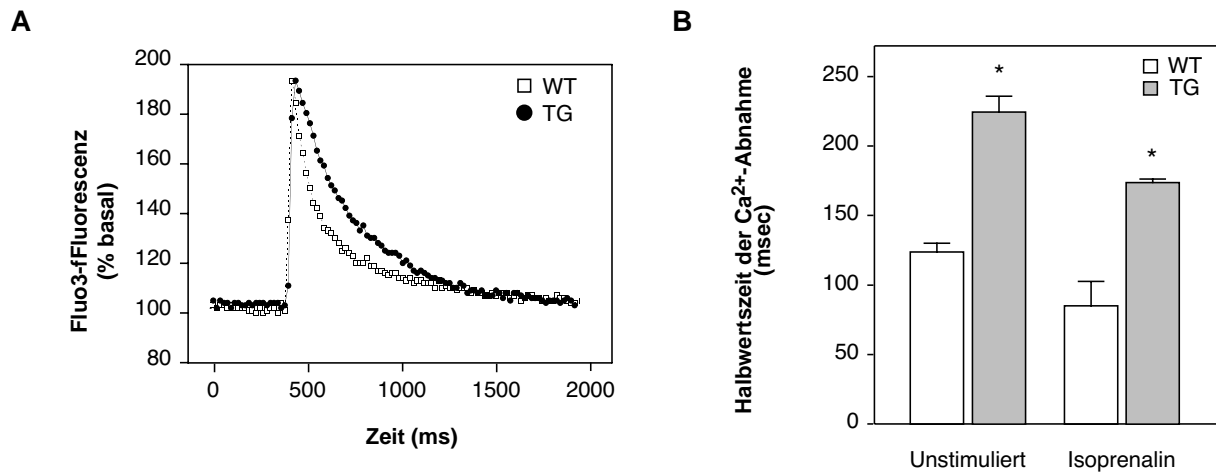 A
Fluo3-fFluorescenz
(% basal)
200
180
160
140
120
100
80
WT
TG
0
500
1000
1500
2000
Zeit (ms)
B
Halbwertszeit der Ca²⁺-Abnahme
(msec)
250
200
150
100
50
0
WT
TG
*
*
Unstimuliert
Isoprenalin